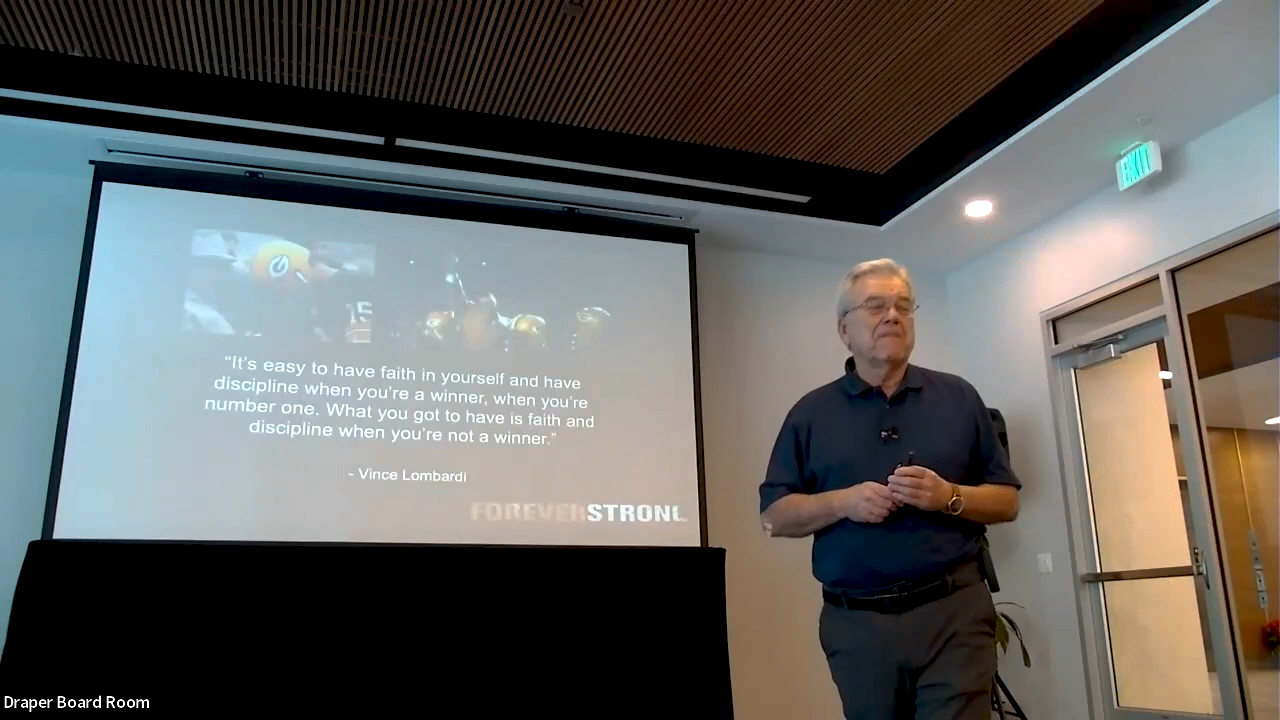 EXIT
G
15
"It's easy to have faith in yourself and have
discipline when you're a winner, when you're
number one. What you got to have is faith and
discipline when you're not a winner."
- Vince Lombardi
FOREVERSTRONG
Draper Board Room